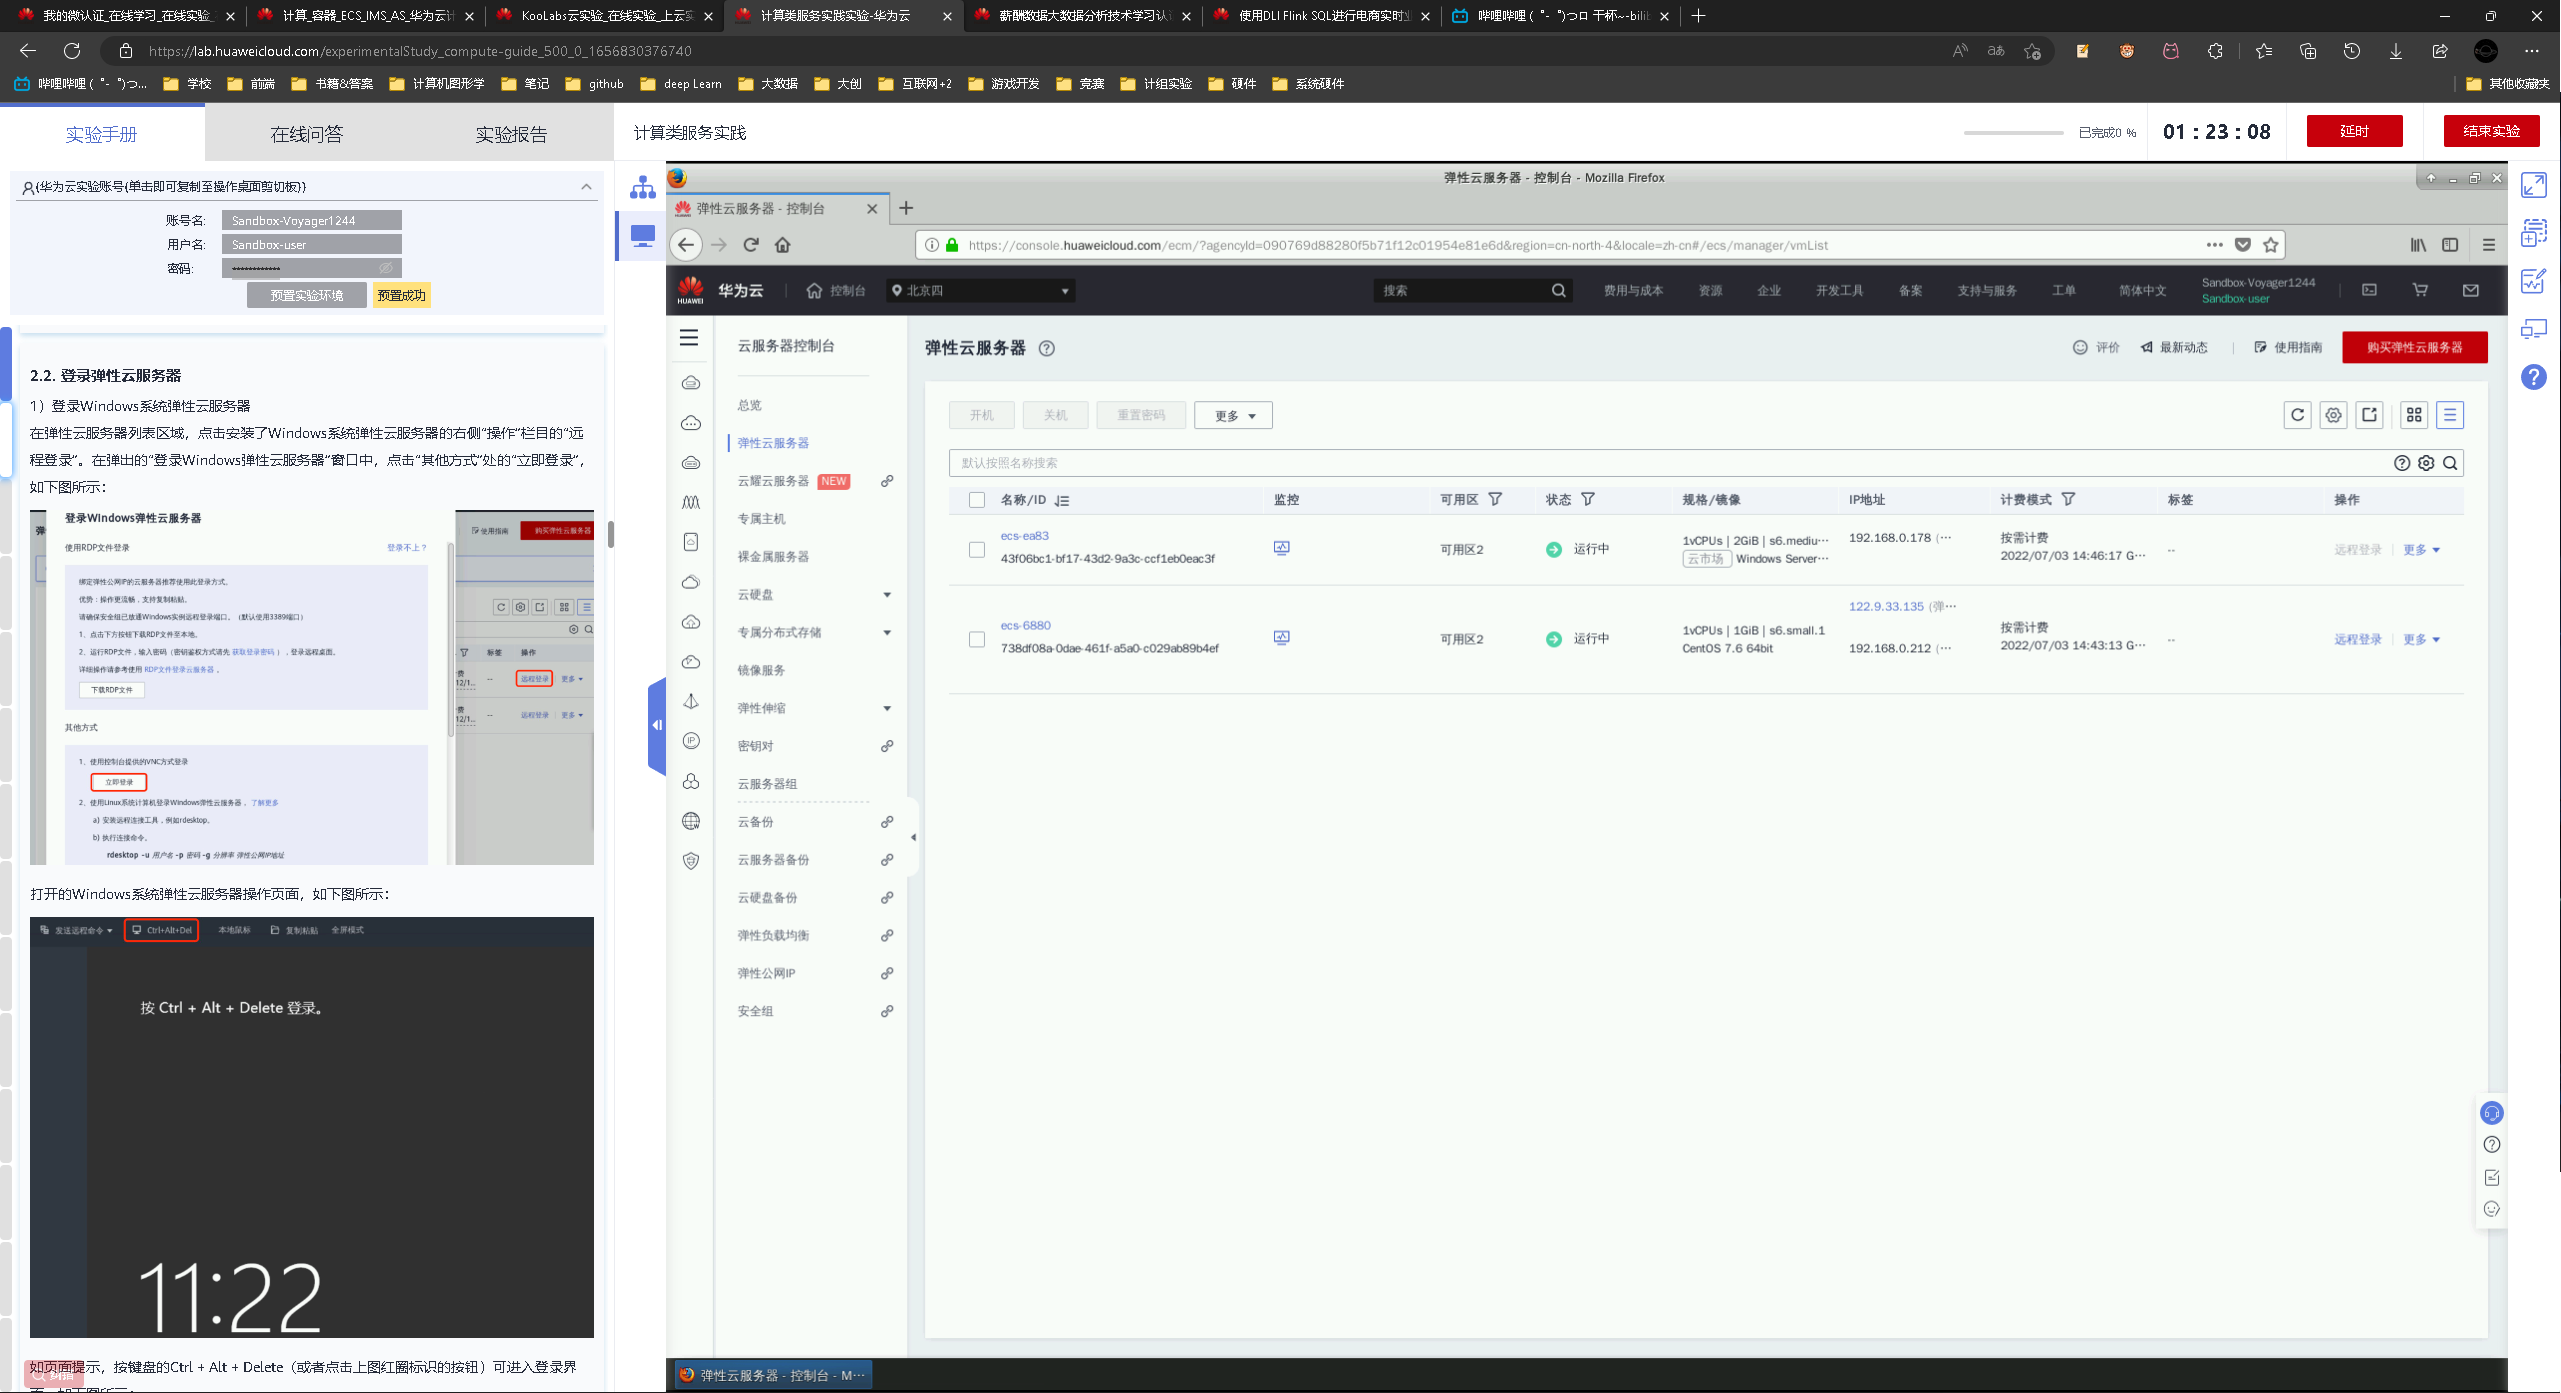 我的微认证_在线学习_在线实验_
计算_容器_ECS_IMS_AS_华为云计
KooLabs云实验_在线实验_上云实
计算类服务实践实验-华为云
薪酬数据大数据分析技术学习认证
使用DLI Flink SQL进行电商实时业
哔哩哔哩 (゜-゜)つロ 干杯~-bilib
https://lab.huaweicloud.com/experimentalStudy_compute-guide_500_0_1656830376740
哔哩哔哩 (゜-゜)つ...
学校
前端
书籍&答案
计算机图形学
笔记
github
deep Learn
大数据
大创
互联网+2
游戏开发
竞赛
计组实验
硬件
系统硬件
其他收藏夹
实验手册
在线问答
实验报告
计算类服务实践
已完成0 %
01 : 23 : 08
延时
结束实验
(华为云实验账号(单击即可复制至操作桌面剪切板))
账号名: Sandbox-Voyager1244
用户名: Sandbox-user
密码: ************
预置实验环境
预置成功
2.2. 登录弹性云服务器
1）登录Windows系统弹性云服务器
在弹性云服务器列表区域，点击安装了Windows系统弹性云服务器的右侧“操作”栏目的“远
程登录”。在弹出的“登录Windows弹性云服务器”窗口中，点击“其他方式”处的“立即登录”，
如下图所示：
登录Windows弹性云服务器
使用RDP文件登录
登录不上？
绑定弹性公网IP的云服务器推荐使用此登录方式。
优势：操作更流畅，支持复制粘贴。
请确保安全组已放通Windows实例远程登录端口。（默认使用3389端口）
1、点击下方按钮下载RDP文件至本地。
2、运行RDP文件，输入密码（密钥鉴权方式请先 获取登录密码 ），登录远程桌面。
详细操作请参考使用 RDP文件登录云服务器 。
下载RDP文件
其他方式
1、使用控制台提供的VNC方式登录
立即登录
2、使用Linux系统计算机登录Windows弹性云服务器， 了解更多
a) 安装远程连接工具，例如rdesktop。
b) 执行连接命令。
rdesktop -u 用户名 -p 密码 -g 分辨率 弹性公网IP地址
使用指南
购买弹性云服务器
标签
操作
12/1... -- 远程登录 更多
12/1... -- 远程登录 更多
打开的Windows系统弹性云服务器操作页面，如下图所示：
发送远程命令
Ctrl+Alt+Del
本地鼠标
复制粘贴
全屏模式
按 Ctrl + Alt + Delete 登录。
11:22
如页面提示，按键盘的Ctrl + Alt + Delete（或者点击上图红圈标识的按钮）可进入登录界
弹性云服务器 - 控制台 - Mozilla Firefox
弹性云服务器 - 控制台
https://console.huaweicloud.com/ecm/?agencyId=090769d88280f5b71f12c01954e81e6d&region=cn-north-4&locale=zh-cn#/ecs/manager/vmList
HUAWEI
华为云
控制台
北京四
搜索
费用与成本
资源
企业
开发工具
备案
支持与服务
工单
简体中文
Sandbox-Voyager1244
Sandbox-user
云服务器控制台
总览
弹性云服务器
云耀云服务器 NEW
专属主机
裸金属服务器
云硬盘
专属分布式存储
镜像服务
弹性伸缩
密钥对
云服务器组
云备份
云服务器备份
云硬盘备份
弹性负载均衡
弹性公网IP
安全组
弹性云服务器
评价
最新动态
使用指南
购买弹性云服务器
开机
关机
重置密码
更多
默认按照名称搜索
名称/ID 监控 可用区 状态 规格/镜像 IP地址 计费模式 标签 操作
ecs-ea83
43f06bc1-bf17-43d2-9a3c-ccf1eb0eac3f
可用区2
运行中
1vCPUs | 2GiB | s6.mediu···
云市场 Windows Server···
192.168.0.178 (···
按需计费
2022/07/03 14:46:17 G···
--
远程登录 更多
ecs-6880
738df08a-0dae-461f-a5a0-c029ab89b4ef
可用区2
运行中
1vCPUs | 1GiB | s6.small.1
CentOS 7.6 64bit
122.9.33.135 (弹···
192.168.0.212 (···
按需计费
2022/07/03 14:43:13 G···
--
远程登录 更多
弹性云服务器 - 控制台 - M···